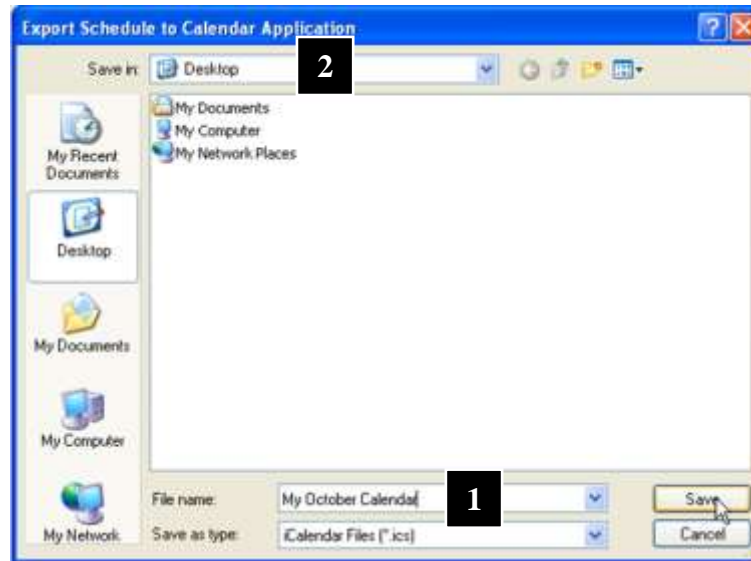 Export Schedule to Calendar Application
Save in:
Desktop
2
My Documents
My Computer
My Network Places
My Recent
Documents
Desktop
My Documents
My Computer
My Network
File name:
My October Calendar
1
Save
Save as type:
iCalendar Files (*.ics)
Cancel